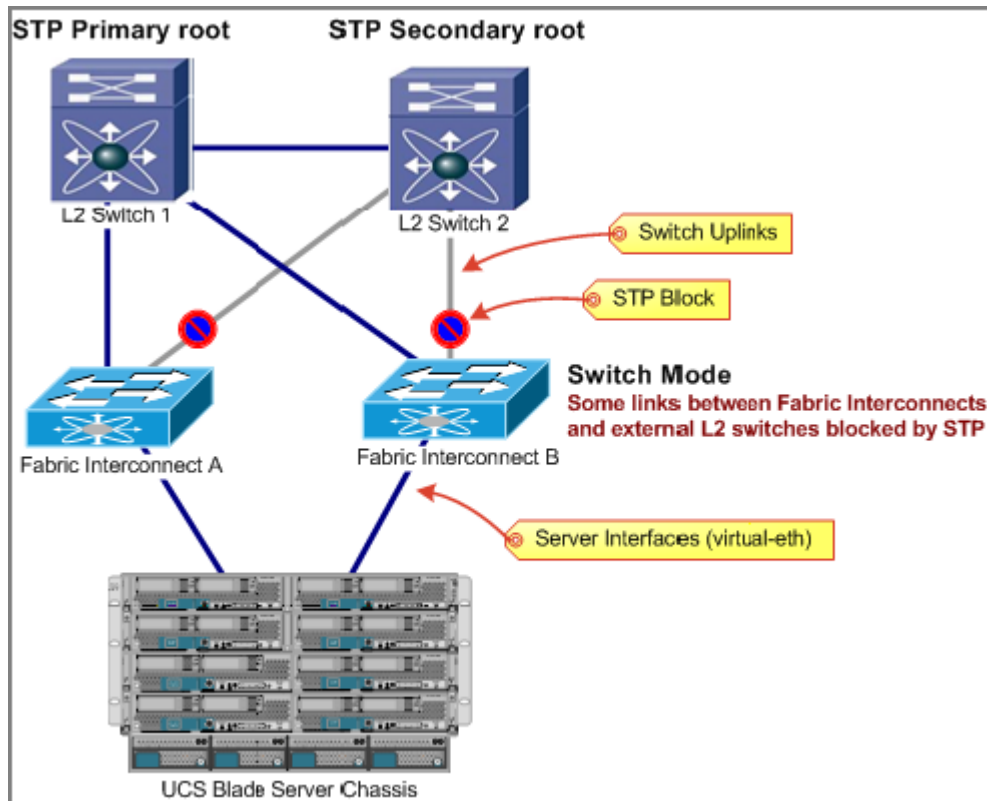 STP Primary root
STP Secondary root
L2 Switch 1
L2 Switch 2
Switch Uplinks
STP Block
Switch Mode
Some links between Fabric Interconnects
and external L2 switches blocked by STP
Fabric Interconnect A
Fabric Interconnect B
Server Interfaces (virtual-eth)
UCS Blade Server Chassis